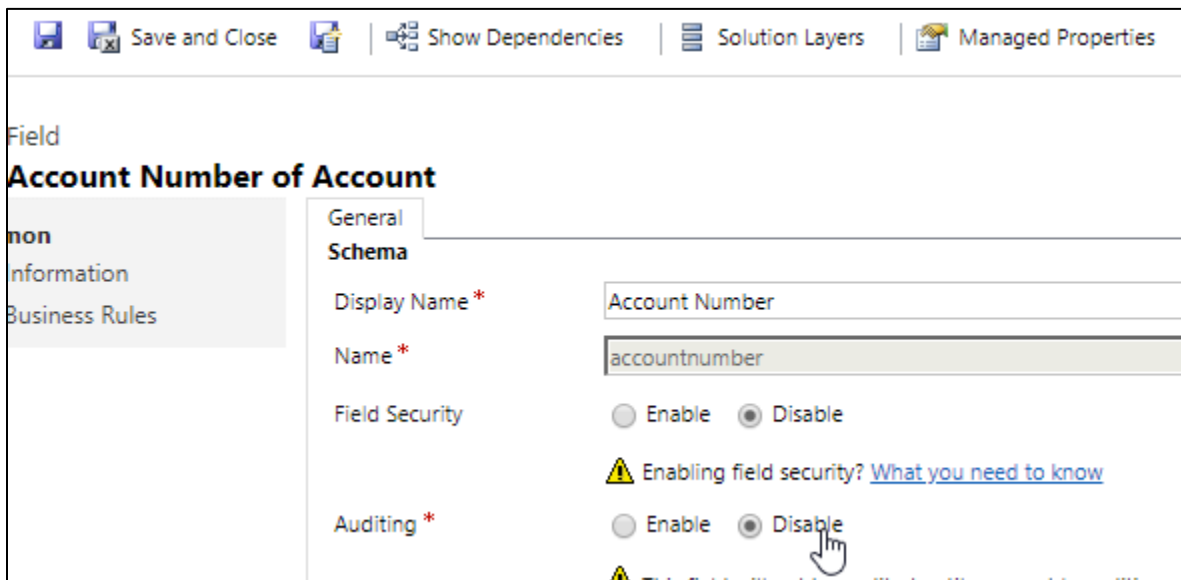 Save and Close Show Dependencies Solution Layers Managed Properties
Field
Account Number of Account
General
mon
Schema
Information
Display Name * Account Number
Business Rules
Name * accountnumber
Field Security Enable Disable
Enabling field security? What you need to know
Auditing * Enable Disable